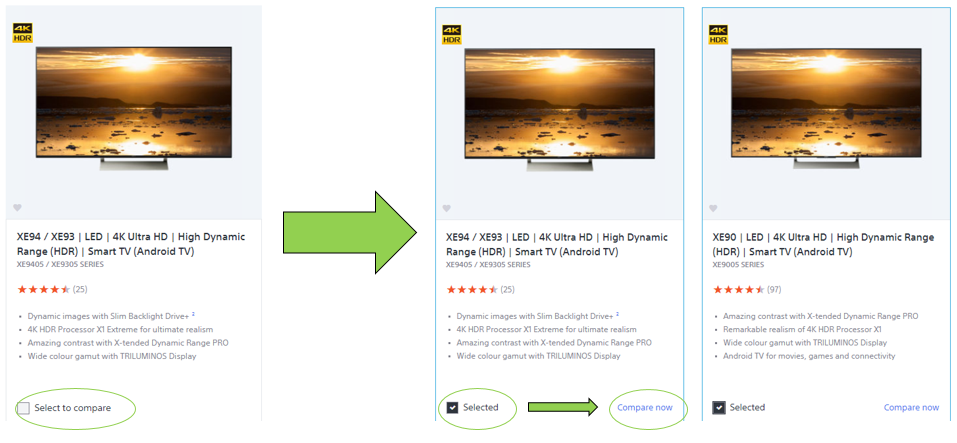 4K
HDR
XE94 / XE93 | LED | 4K Ultra HD | High Dynamic
Range (HDR) | Smart TV (Android TV)
XE9405 / XE9305 SERIES
(25)
Dynamic images with Slim Backlight Drive+ ²
4K HDR Processor X1 Extreme for ultimate realism
Amazing contrast with X-tended Dynamic Range PRO
Wide colour gamut with TRILUMINOS Display
Select to compare
4K
HDR
XE94 / XE93 | LED | 4K Ultra HD | High Dynamic
Range (HDR) | Smart TV (Android TV)
XE9405 / XE9305 SERIES
(25)
Dynamic images with Slim Backlight Drive+ ²
4K HDR Processor X1 Extreme for ultimate realism
Amazing contrast with X-tended Dynamic Range PRO
Wide colour gamut with TRILUMINOS Display
Selected
Compare now
4K
HDR
XE90 | LED | 4K Ultra HD | High Dynamic Range
(HDR) | Smart TV (Android TV)
XE9005 SERIES
(97)
Amazing contrast with X-tended Dynamic Range PRO
Remarkable realism of 4K HDR Processor X1
Wide colour gamut with TRILUMINOS Display
Android TV for movies, games and connectivity
Selected
Compare now